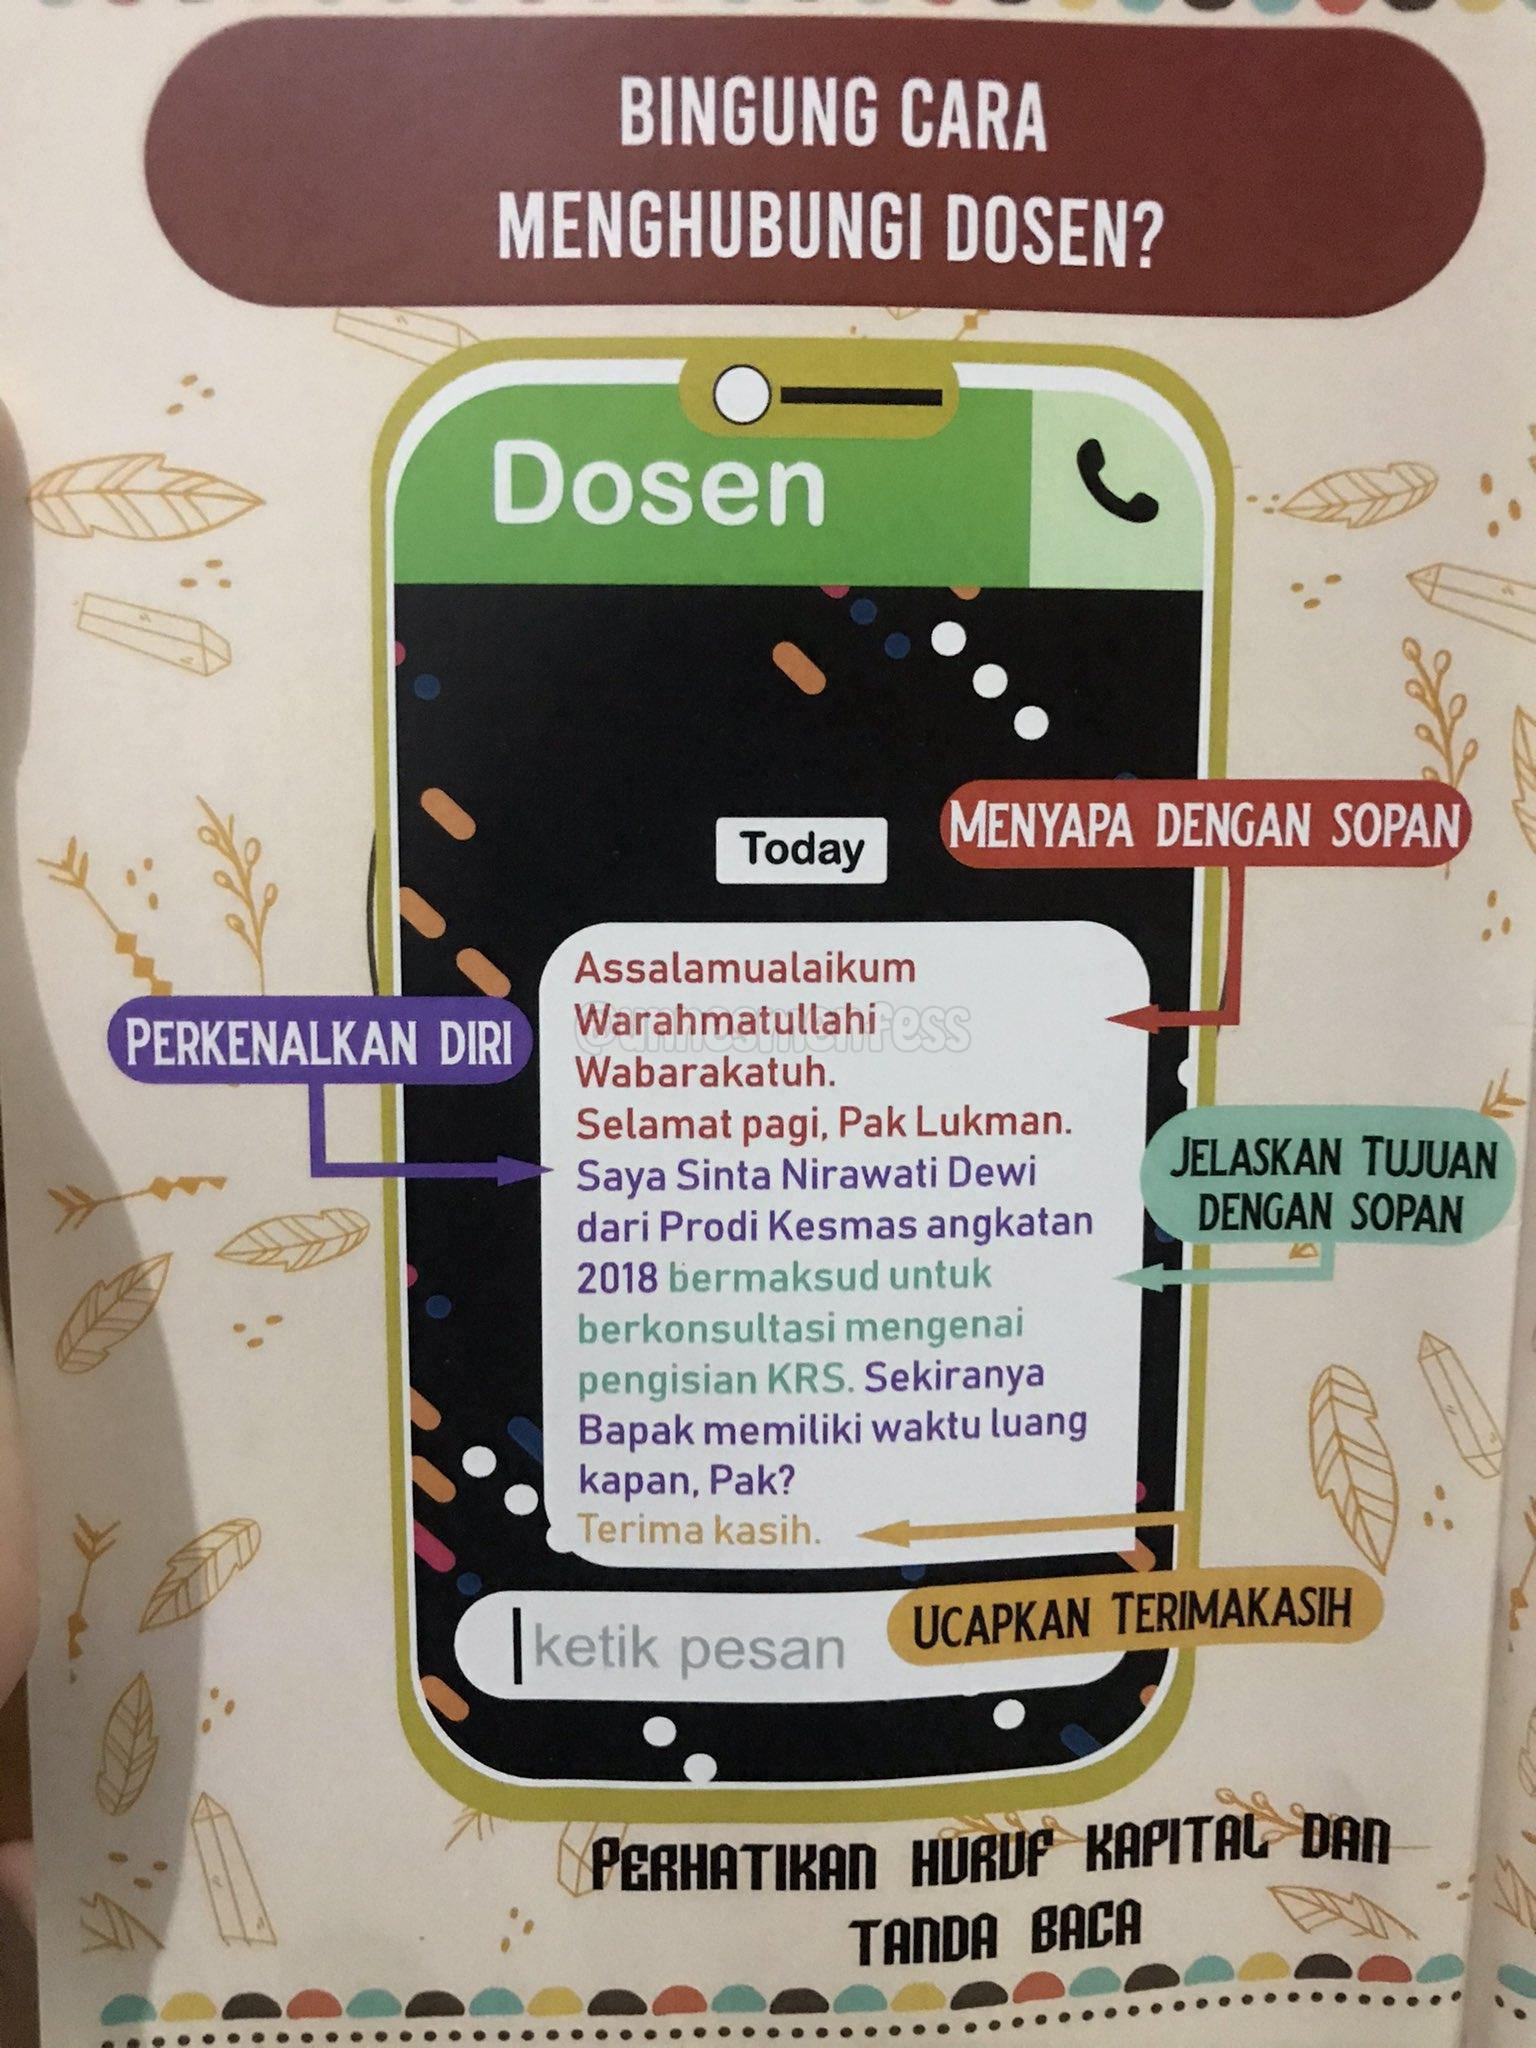 BINGUNG CARA
MENGHUBUNGI DOSEN?
Dosen
Today
MENYAPA DENGAN SOPAN
Assalamualaikum
Warahmatullahi
@unnesmenfess
Wabarakatuh.
Selamat pagi, Pak Lukman.
PERKENALKAN DIRI
Saya Sinta Nirawati Dewi
dari Prodi Kesmas angkatan
2018 bermaksud untuk
berkonsultasi mengenai
pengisian KRS. Sekiranya
Bapak memiliki waktu luang
kapan, Pak?
Terima kasih.
JELASKAN TUJUAN
DENGAN SOPAN
UCAPKAN TERIMAKASIH
ketik pesan
PERHATIKAN HURUF KAPITAL DAN
TANDA BACA